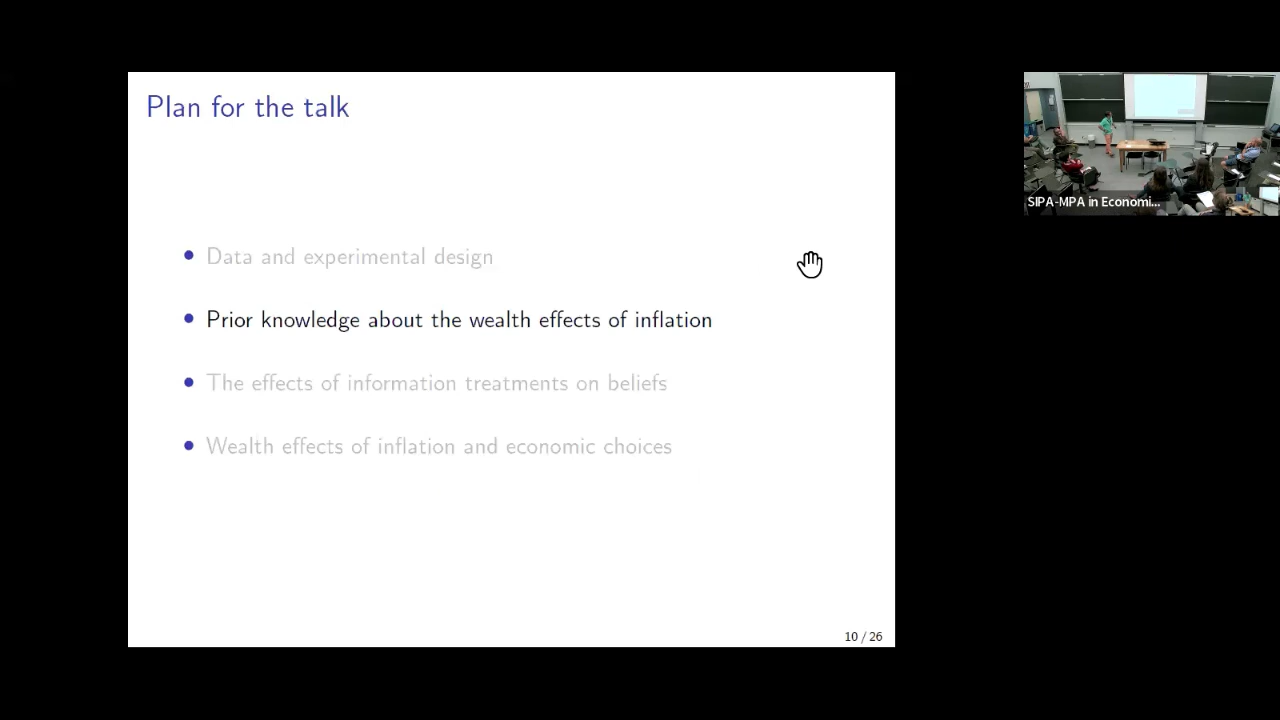 Plan for the talk
Data and experimental design
Prior knowledge about the wealth effects of inflation
The effects of information treatments on beliefs
Wealth effects of inflation and economic choices
10 / 26
SIPA-MPA in Economi...